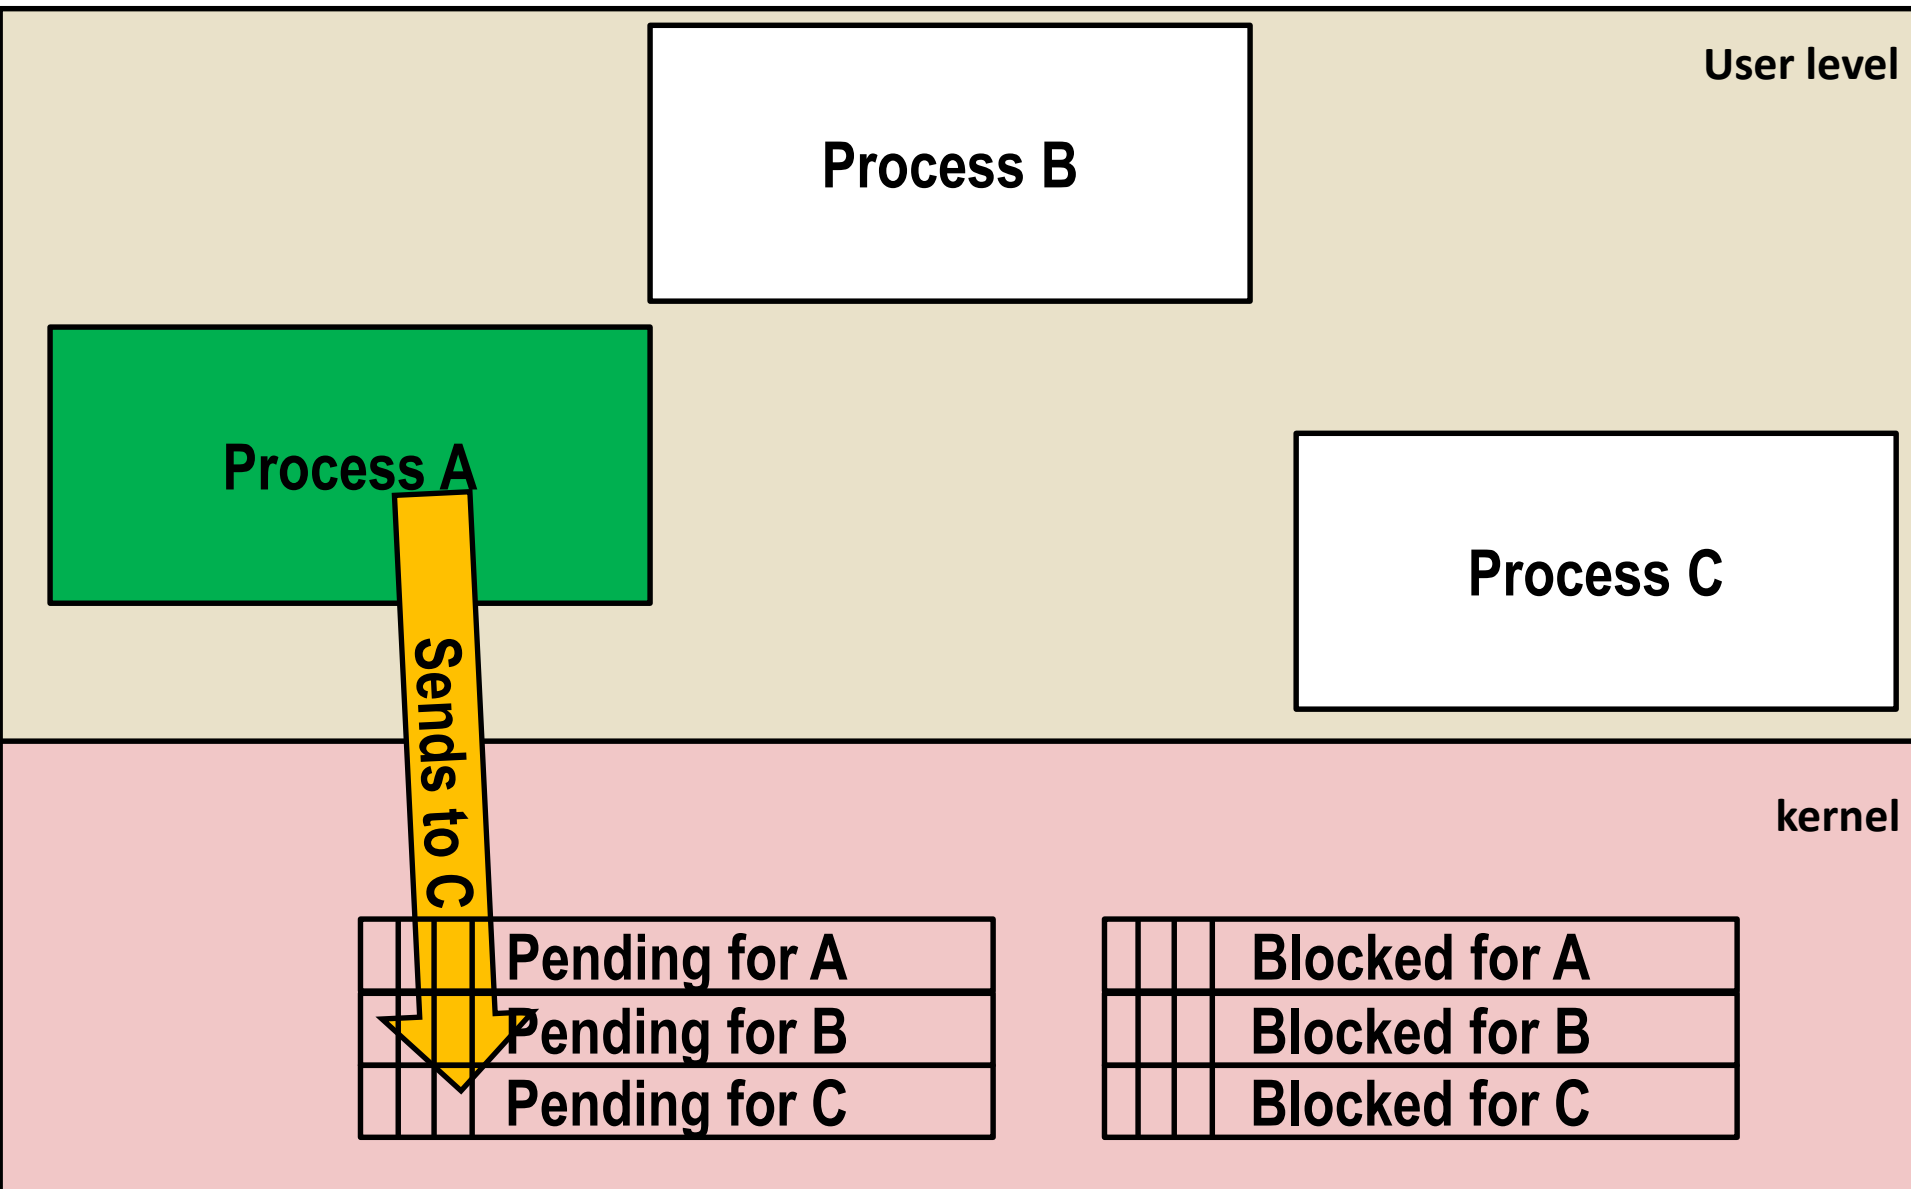 User level
Process B
Process A
Process C
Sends to C
kernel
Pending for A
Blocked for A
Pending for B
Blocked for B
Pending for C
Blocked for C